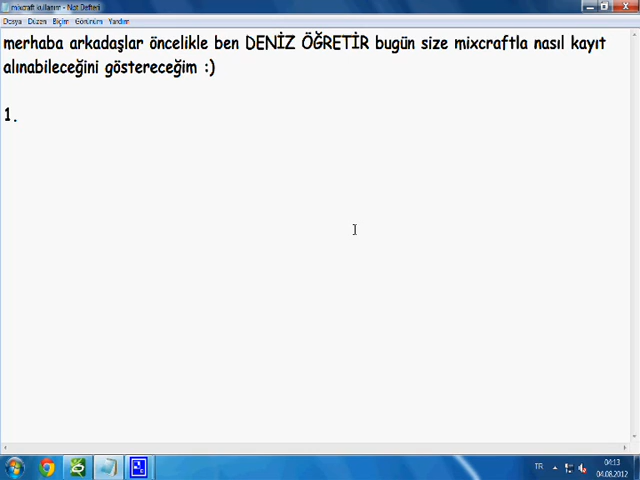 mixcraft kullanım - Not Defteri
Dosya Düzen Biçim Görünüm Yardım
merhaba arkadaşlar öncelikle ben DENİZ ÖĞRETİR bugün size mixcraftla nasıl kayıt
alınabileceğini göstereceğim :)
1.
TR
04:13
04.08.2012